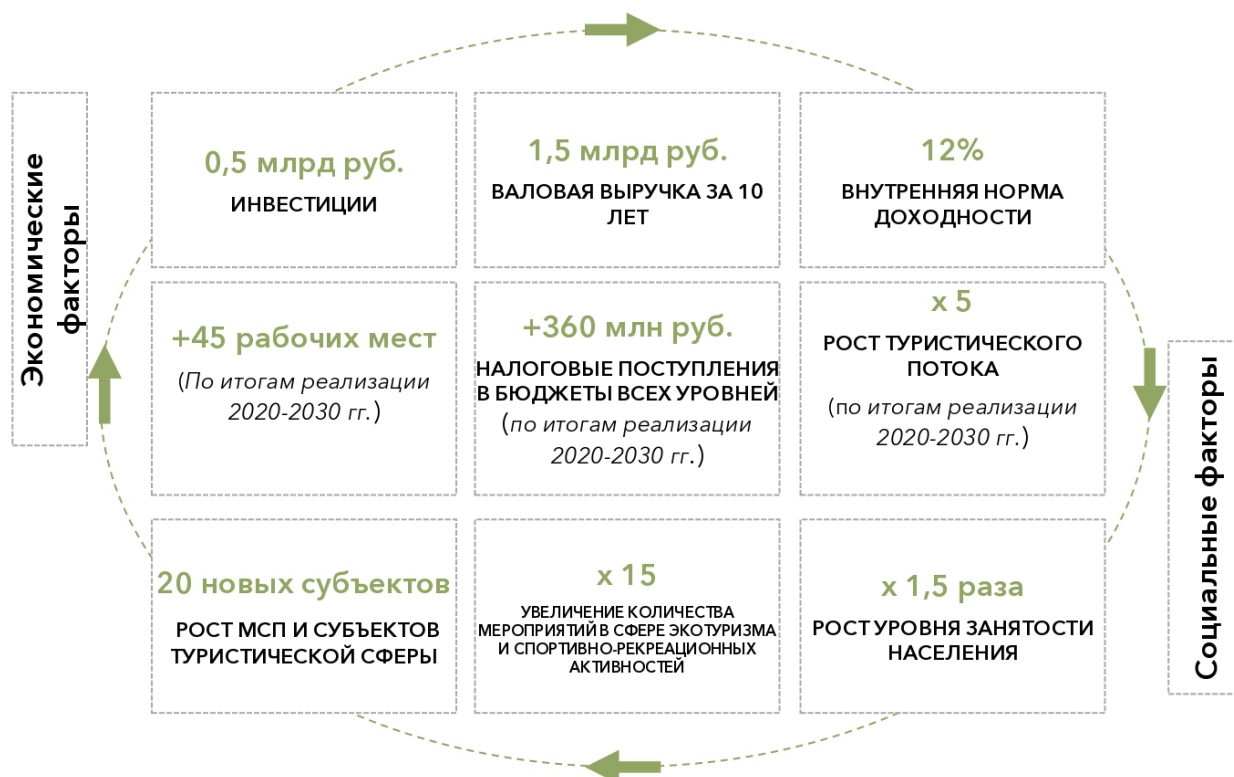 Экономические
факторы
0,5 млрд руб.
ИНВЕСТИЦИИ
1,5 млрд руб.
ВАЛОВАЯ ВЫРУЧКА ЗА 10
ЛЕТ
12%
ВНУТРЕННЯЯ НОРМА
ДОХОДНОСТИ
+45 рабочих мест
(По итогам реализации
2020-2030 гг.)
+360 млн руб.
НАЛОГОВЫЕ ПОСТУПЛЕНИЯ
В БЮДЖЕТЫ ВСЕХ УРОВНЕЙ
(по итогам реализации
2020-2030 гг.)
х 5
РОСТ ТУРИСТИЧЕСКОГО
ПОТОКА
(по итогам реализации
2020-2030 гг.)
20 новых субъектов
РОСТ МСП И СУБЪЕКТОВ
ТУРИСТИЧЕСКОЙ СФЕРЫ
х 15
УВЕЛИЧЕНИЕ КОЛИЧЕСТВА
МЕРОПРИЯТИЙ В СФЕРЕ ЭКОТУРИЗМА
И СПОРТИВНО-РЕКРЕАЦИОННЫХ
АКТИВНОСТЕЙ
х 1,5 раза
РОСТ УРОВНЯ ЗАНЯТОСТИ
НАСЕЛЕНИЯ
Социальные факторы